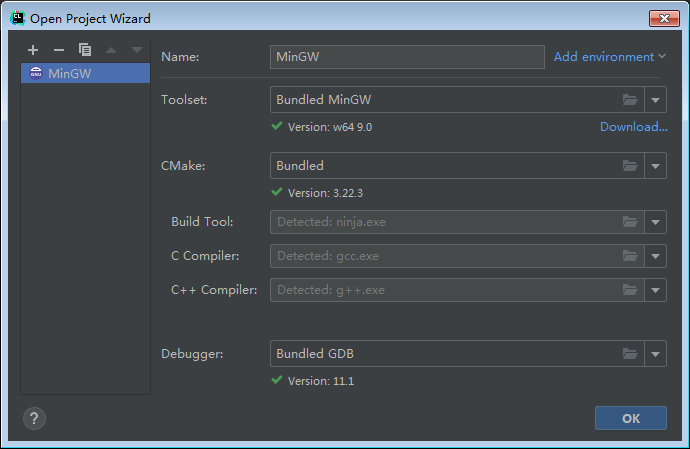 Open Project Wizard
MinGW
Name: MinGW Add environment
Toolset: Bundled MinGW
Version: w64 9.0 Download...
CMake: Bundled
Version: 3.22.3
Build Tool: Detected: ninja.exe
C Compiler: Detected: gcc.exe
C++ Compiler: Detected: g++.exe
Debugger: Bundled GDB
Version: 11.1
? OK